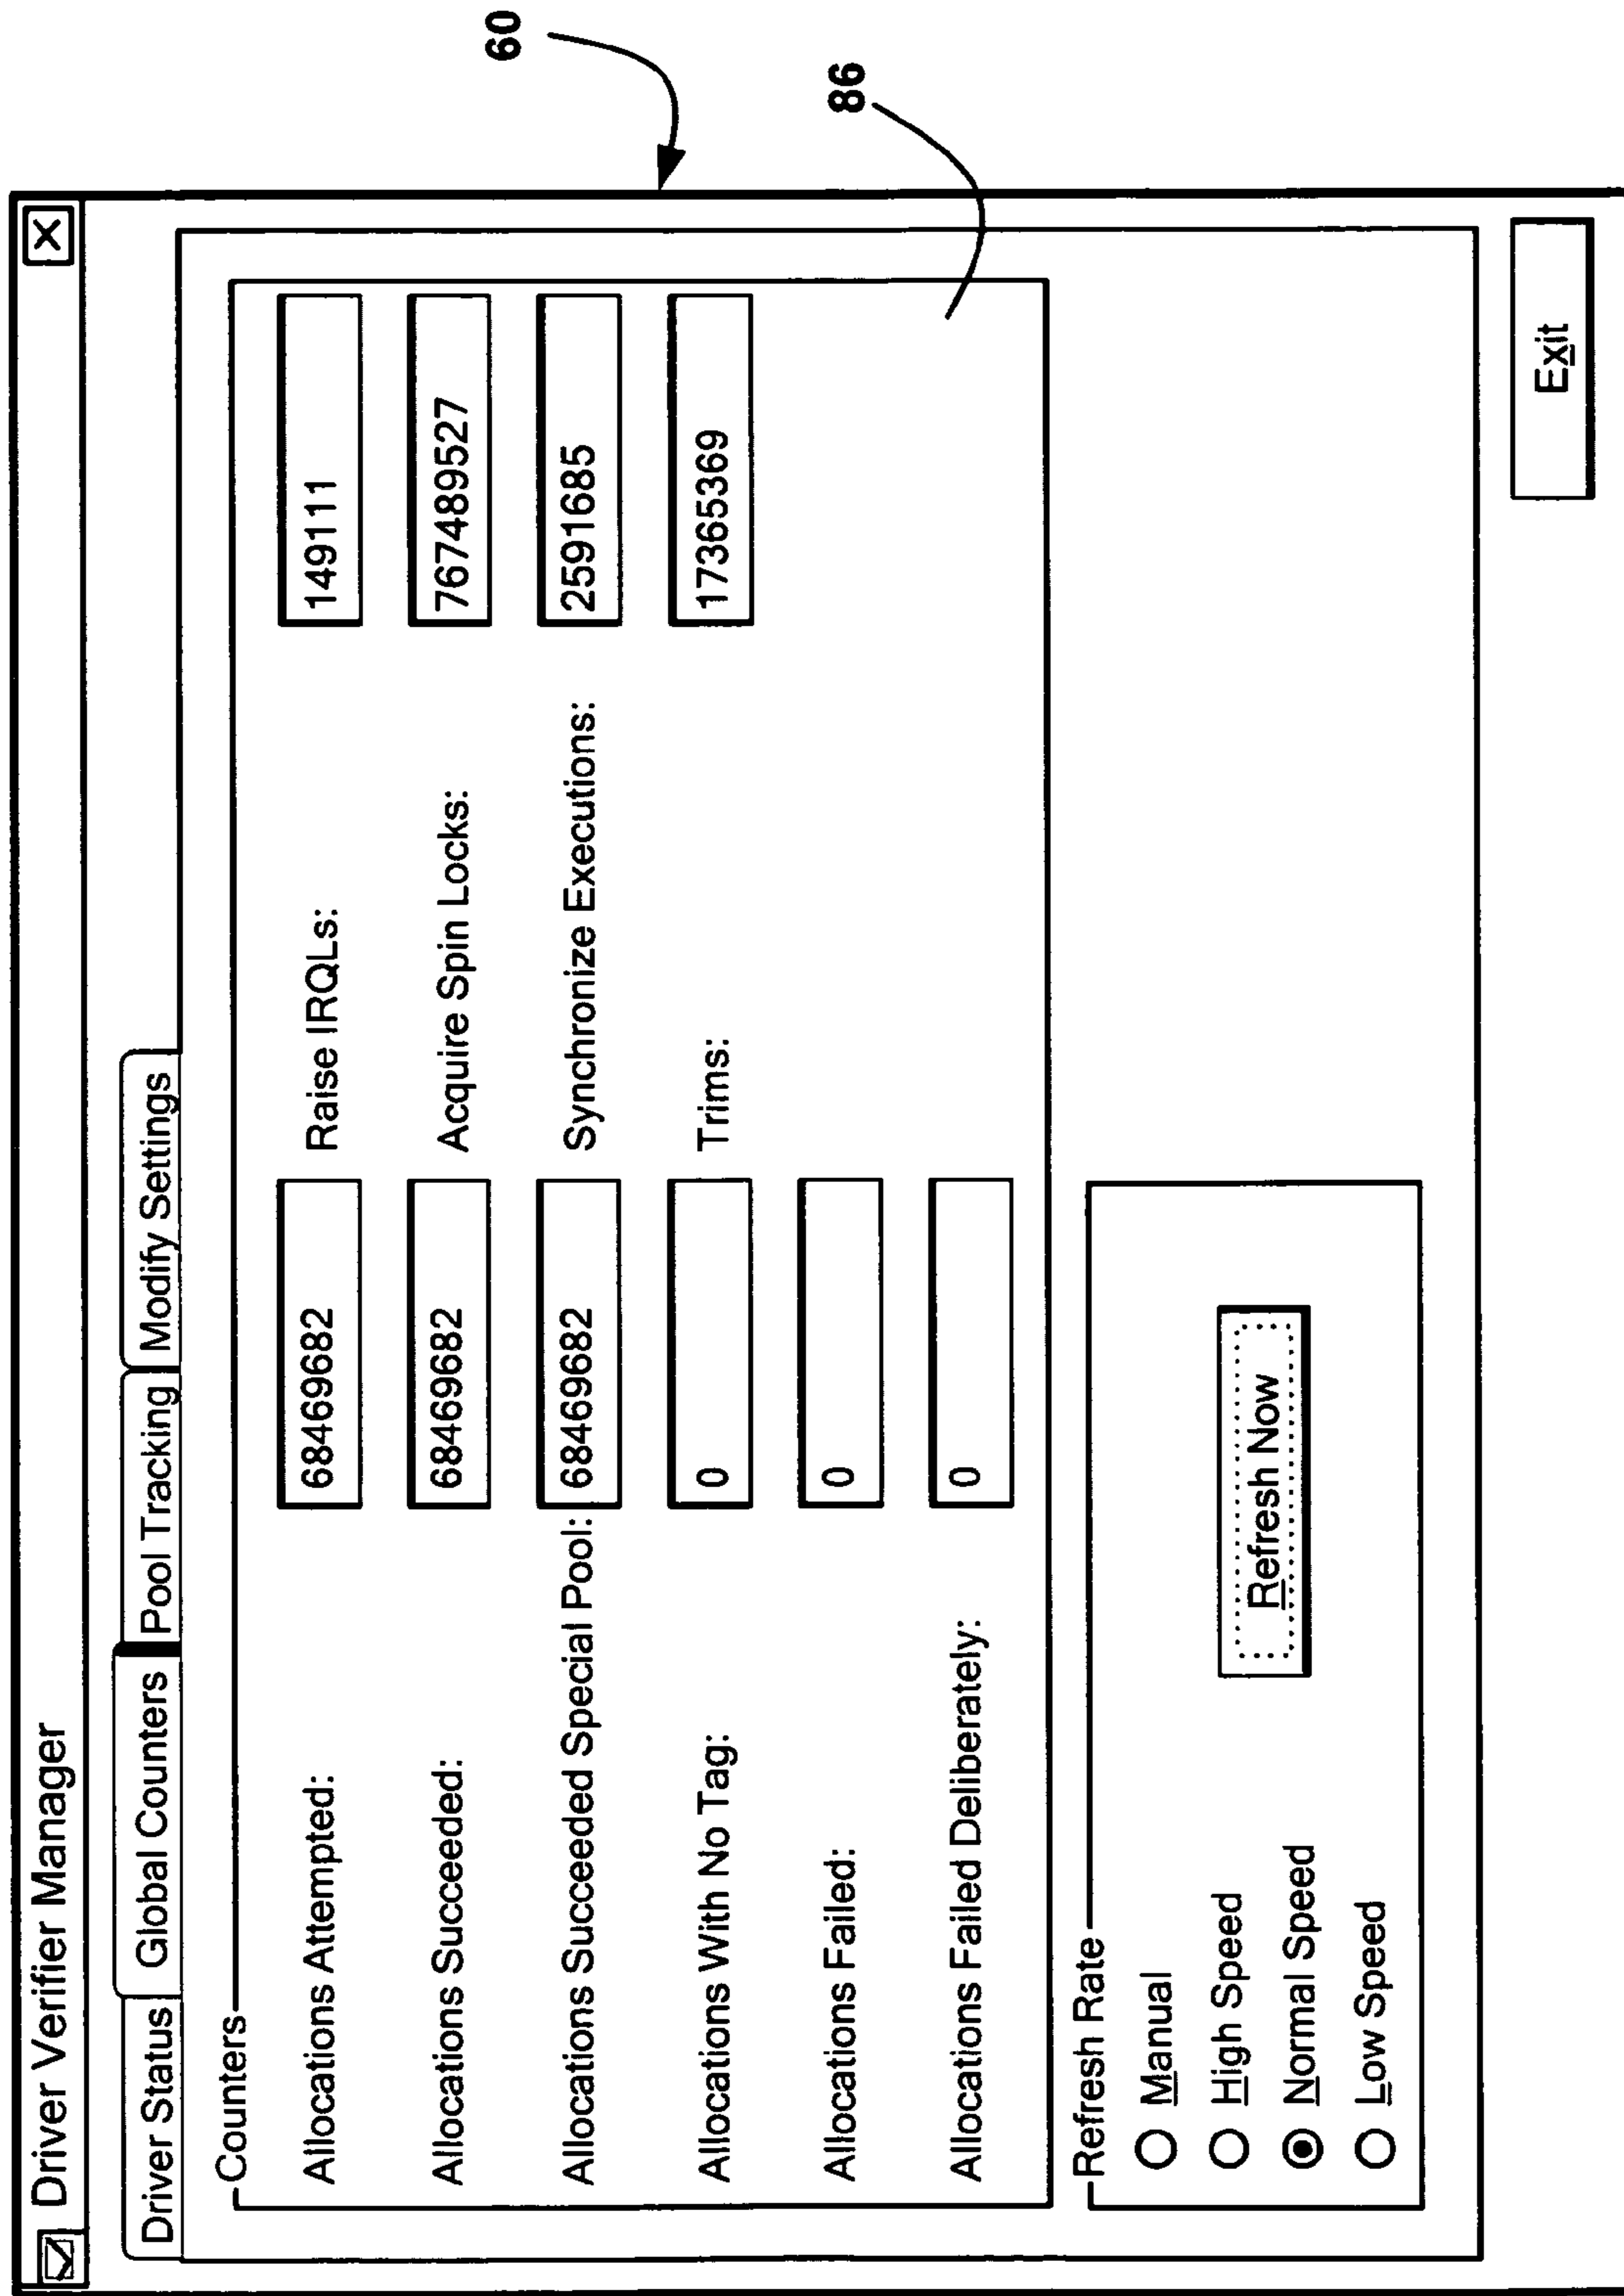 Driver Verifier Manager
Driver Status Global Counters Pool Tracking Modify Settings
Counters
Allocations Attempted: 68469682 Raise IRQLs: 149111
Allocations Succeeded: 68469682 Acquire Spin Locks: 767489527
Allocations Succeeded Special Pool: 68469682 Synchronize Executions: 2591685
Allocations With No Tag: 0 Trims: 17365369
Allocations Failed: 0
Allocations Failed Deliberately: 0
Refresh Rate
Manual
High Speed
Normal Speed
Low Speed
Refresh Now
Exit
60
86